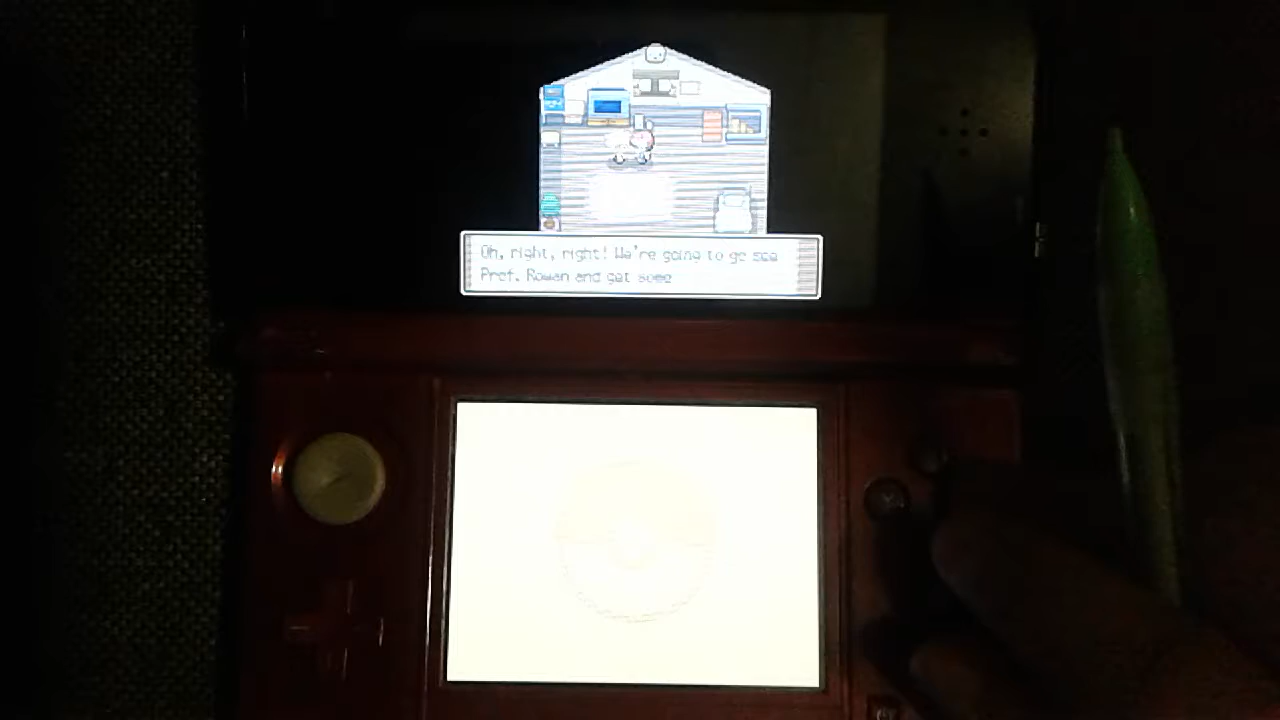 Oh, right, right! We're going to go see
Prof. Rowan and get some
X